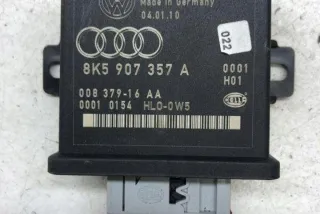 Made in Germany
04.01.10
022
8K5 907 357 A
0001
H01
008 379-16 AA
0001 0154 HLO-0W5
HELLA